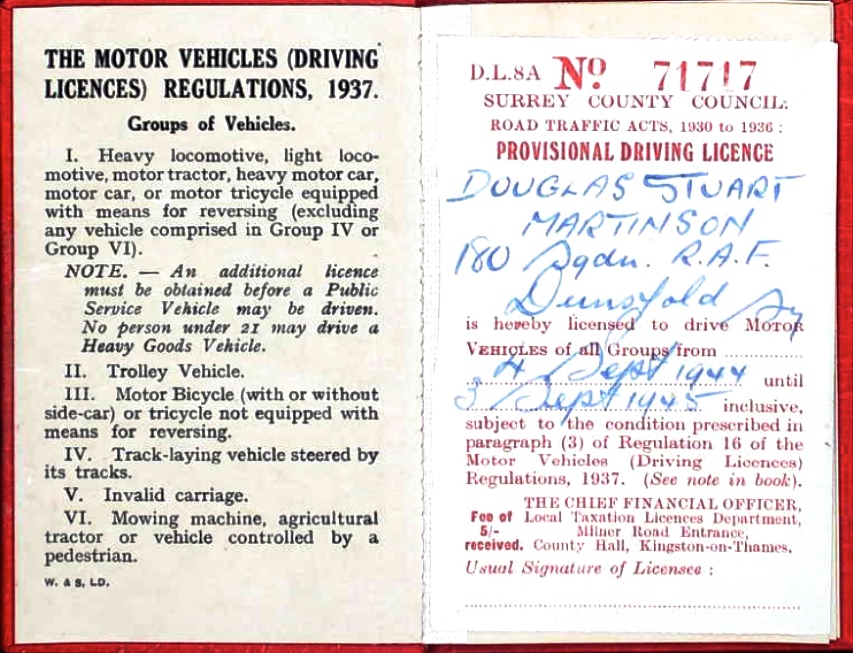 THE MOTOR VEHICLES (DRIVING
LICENCES) REGULATIONS, 1937.
Groups of Vehicles.
I. Heavy locomotive, light loco-
motive, motor tractor, heavy motor car,
motor car, or motor tricycle equipped
with means for reversing (excluding
any vehicle comprised in Group IV or
Group VI).
NOTE. — An additional licence
must be obtained before a Public
Service Vehicle may be driven.
No person under 21 may drive a
Heavy Goods Vehicle.
II. Trolley Vehicle.
III. Motor Bicycle (with or without
side-car) or tricycle not equipped with
means for reversing.
IV. Track-laying vehicle steered by
its tracks.
V. Invalid carriage.
VI. Mowing machine, agricultural
tractor or vehicle controlled by a
pedestrian.
W. & S. LD.
D.L.8A No 71717
SURREY COUNTY COUNCIL.
ROAD TRAFFIC ACTS, 1930 to 1936 :
PROVISIONAL DRIVING LICENCE
DOUGLAS STUART
MARTINSON
180 Sqdn. R.A.F.
Dunsfold Sy
is hereby licensed to drive MOTOR
VEHICLES of all Groups from
4 Sept 1944 until
3 Sept 1945 inclusive,
subject to the condition prescribed in
paragraph (3) of Regulation 16 of the
Motor Vehicles (Driving Licences)
Regulations, 1937. (See note in book).
THE CHIEF FINANCIAL OFFICER,
Fee of Local Taxation Licences Department,
5/- Milner Road Entrance,
received. County Hall, Kingston-on-Thames.
Usual Signature of Licensee :